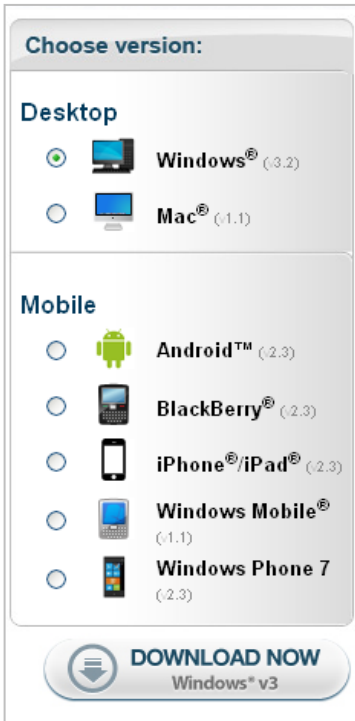 Choose version:
Desktop
Windows® (v3.2)
Mac® (v1.1)
Mobile
Android™ (v2.3)
BlackBerry® (v2.3)
iPhone®/iPad® (v2.3)
Windows Mobile®
(v1.1)
Windows Phone 7
(v2.3)
DOWNLOAD NOW
Windows® v3